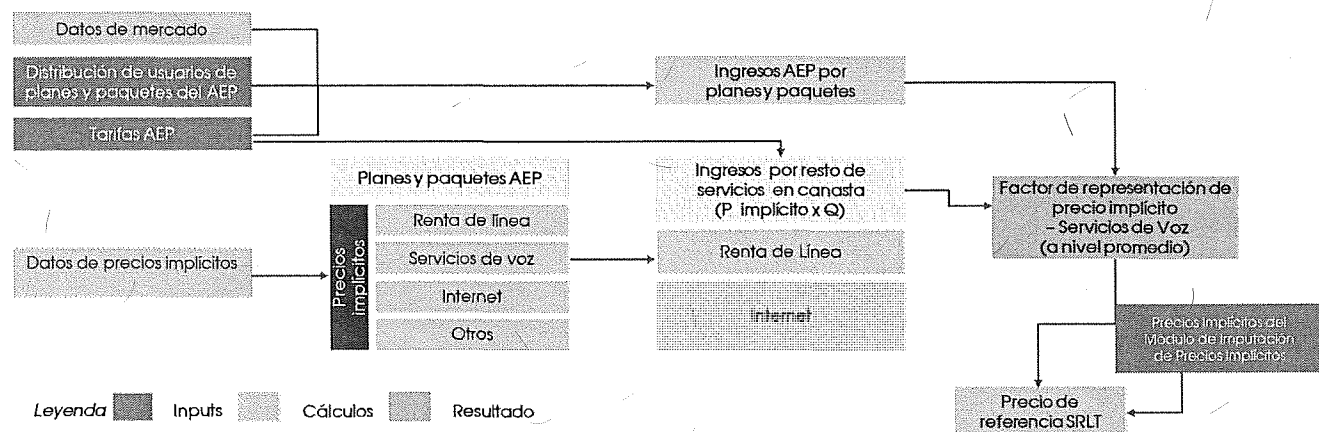 Datos de mercado
Distribución de usuarios de
planes y paquetes del AEP
Tarifas AEP
Ingresos AEP por
planes y paquetes
Planes y paquetes AEP
Ingresos por resto de
servicios en canasta
(P implícito x Q)
Factor de representación de
precio implícito
– Servicios de Voz
(a nivel promedio)
Datos de precios implícitos
Precios
implícitos
Renta de línea
Servicios de voz
Internet
Otros
Renta de Línea
Internet
Precios Implícitos del
Módulo de Imputación
de Precios Implícitos
Precio de
referencia SRLT
Leyenda
Inputs
Cálculos
Resultado